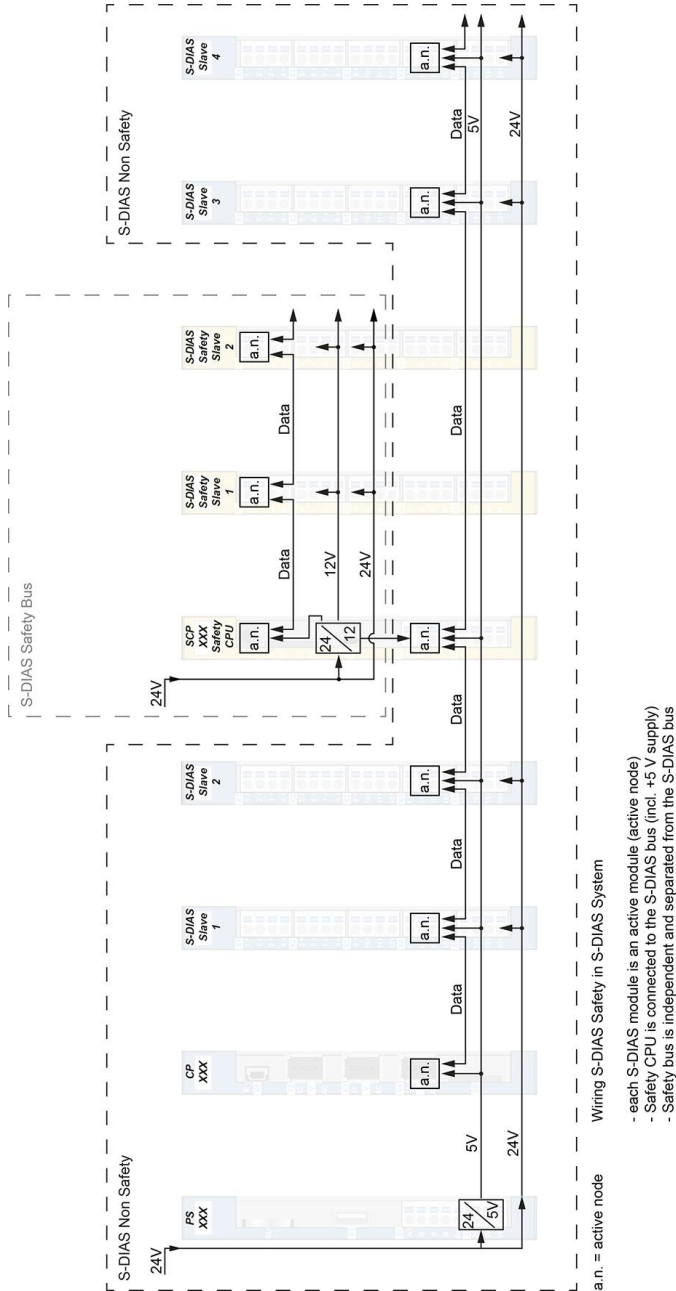 S-DIAS Safety Bus
S-DIAS Non Safety
S-DIAS Non Safety
24V
24V
PS
XXX
CP
XXX
S-DIAS
Slave
1
S-DIAS
Slave
2
SCP
XXX
Safety
CPU
S-DIAS
Safety
Slave
1
S-DIAS
Safety
Slave
2
S-DIAS
Slave
3
S-DIAS
Slave
4
a.n.
a.n.
a.n.
Data
Data
24
12
12V
24V
a.n.
a.n.
a.n.
a.n.
a.n.
a.n.
Data
Data
Data
Data
Data
24
5V
5V
5V
24V
24V
a.n. = active node
Wiring S-DIAS Safety in S-DIAS System
- each S-DIAS module is an active module (active node)
- Safety CPU is connected to the S-DIAS bus (incl. +5 V supply)
- Safety bus is independent and separated from the S-DIAS bus